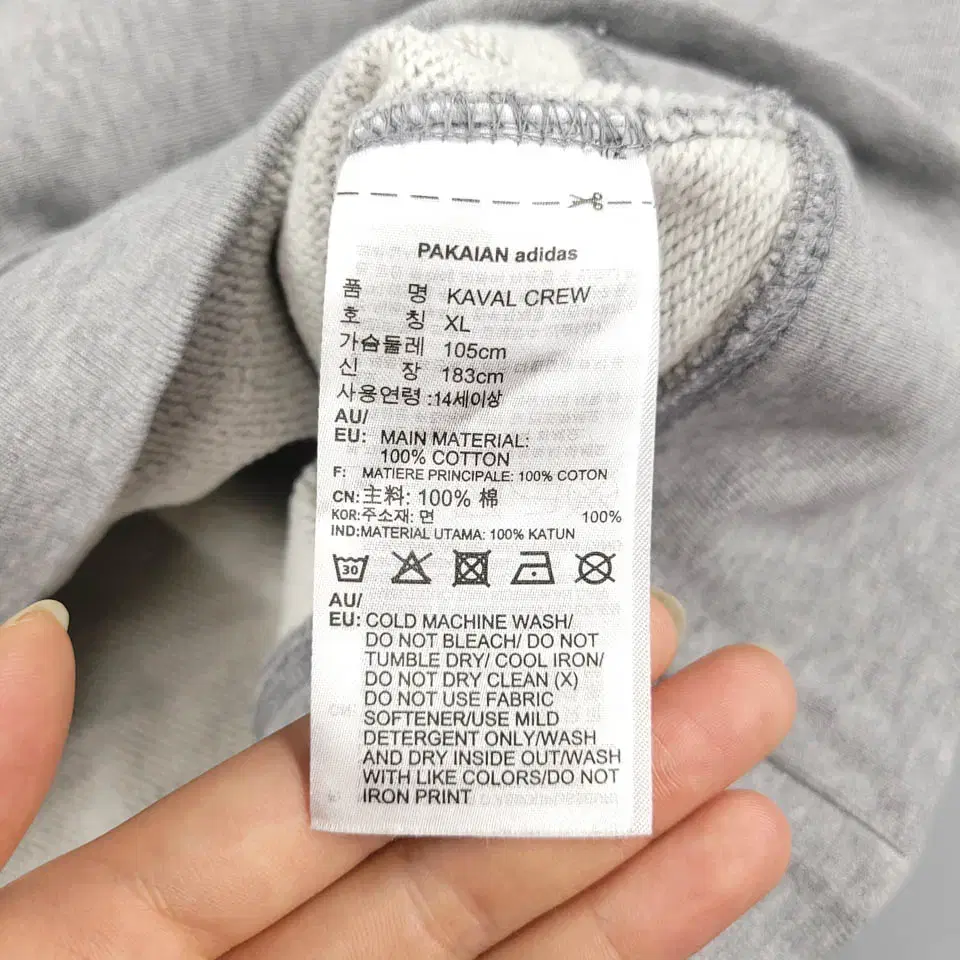 PAKAIAN adidas
품 명 KAVAL CREW
호 칭 XL
가슴둘레 105cm
신 장 183cm
사용연령 :14세이상
AU/
EU: MAIN MATERIAL:
100% COTTON
F: MATIERE PRINCIPALE: 100% COTON
CN: 主料: 100% 棉
KOR:주소재: 면 100%
IND:MATERIAL UTAMA: 100% KATUN
30
AU/
EU: COLD MACHINE WASH/
DO NOT BLEACH/ DO NOT
TUMBLE DRY/ COOL IRON/
DO NOT DRY CLEAN (X)
DO NOT USE FABRIC
SOFTENER/USE MILD
DETERGENT ONLY/WASH
AND DRY INSIDE OUT/WASH
WITH LIKE COLORS/DO NOT
IRON PRINT